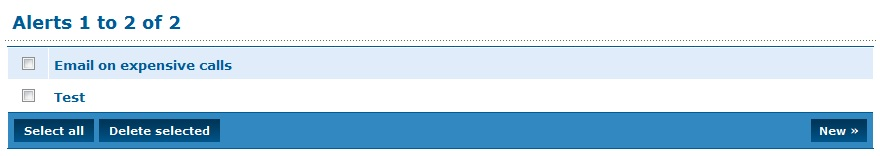 Alerts 1 to 2 of 2
Email on expensive calls
Test
Select all Delete selected New »